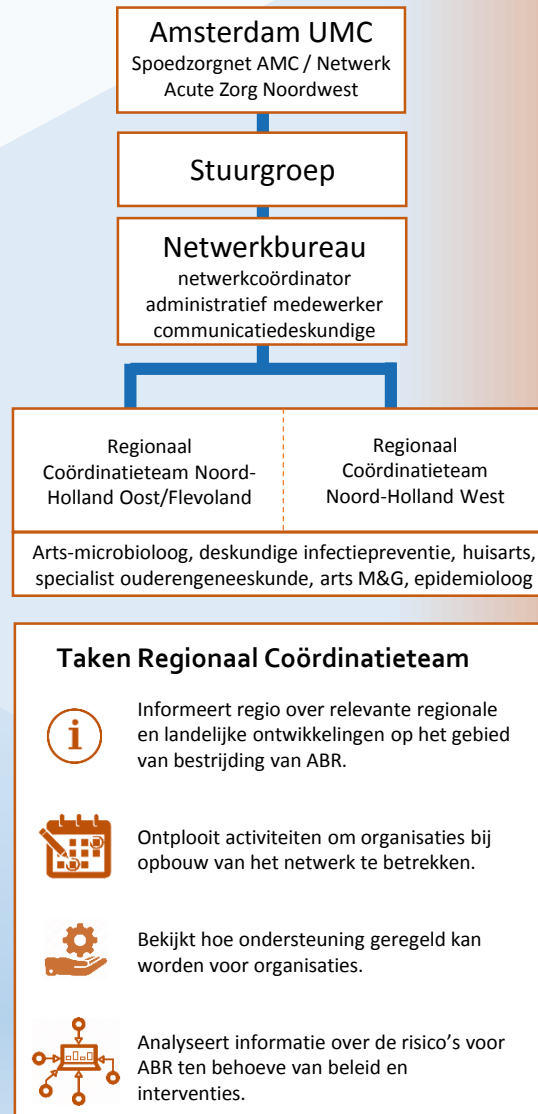 Amsterdam UMC
Spoedzorgnet AMC / Netwerk
Acute Zorg Noordwest
Stuurgroep
Netwerkbureau
netwerkcoördinator
administratief medewerker
communicatiedeskundige
Regionaal
Coördinatieteam Noord-
Holland Oost/Flevoland
Regionaal
Coördinatieteam
Noord-Holland West
Arts-microbioloog, deskundige infectiepreventie, huisarts,
specialist ouderengeneeskunde, arts M&G, epidemioloog
Taken Regionaal Coördinatieteam
i
Informeert regio over relevante regionale
en landelijke ontwikkelingen op het gebied
van bestrijding van ABR.
Ontplooit activiteiten om organisaties bij
opbouw van het netwerk te betrekken.
Bekijkt hoe ondersteuning geregeld kan
worden voor organisaties.
Analyseert informatie over de risico's voor
ABR ten behoeve van beleid en
interventies.